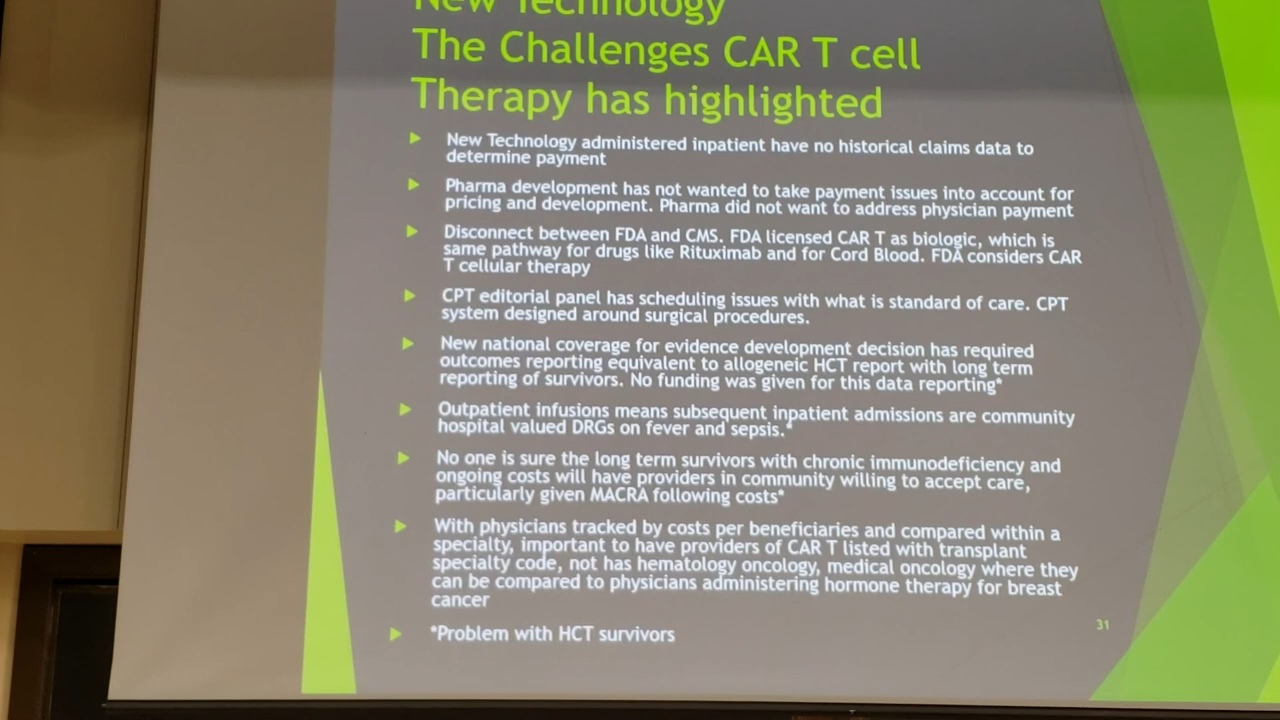 New Technology
The Challenges CAR T cell
Therapy has highlighted
New Technology administered inpatient have no historical claims data to
determine payment
Pharma development has not wanted to take payment issues into account for
pricing and development. Pharma did not want to address physician payment
Disconnect between FDA and CMS. FDA licensed CAR T as biologic, which is
same pathway for drugs like Rituximab and for Cord Blood. FDA considers CAR
T cellular therapy
CPT editorial panel has scheduling issues with what is standard of care. CPT
system designed around surgical procedures.
New national coverage for evidence development decision has required
outcomes reporting equivalent to allogeneic HCT report with long term
reporting of survivors. No funding was given for this data reporting*
Outpatient infusions means subsequent inpatient admissions are community
hospital valued DRGs on fever and sepsis.*
No one is sure the long term survivors with chronic immunodeficiency and
ongoing costs will have providers in community willing to accept care,
particularly given MACRA following costs*
With physicians tracked by costs per beneficiaries and compared within a
specialty, important to have providers of CAR T listed with transplant
specialty code, not has hematology oncology, medical oncology where they
can be compared to physicians administering hormone therapy for breast
cancer
*Problem with HCT survivors
31